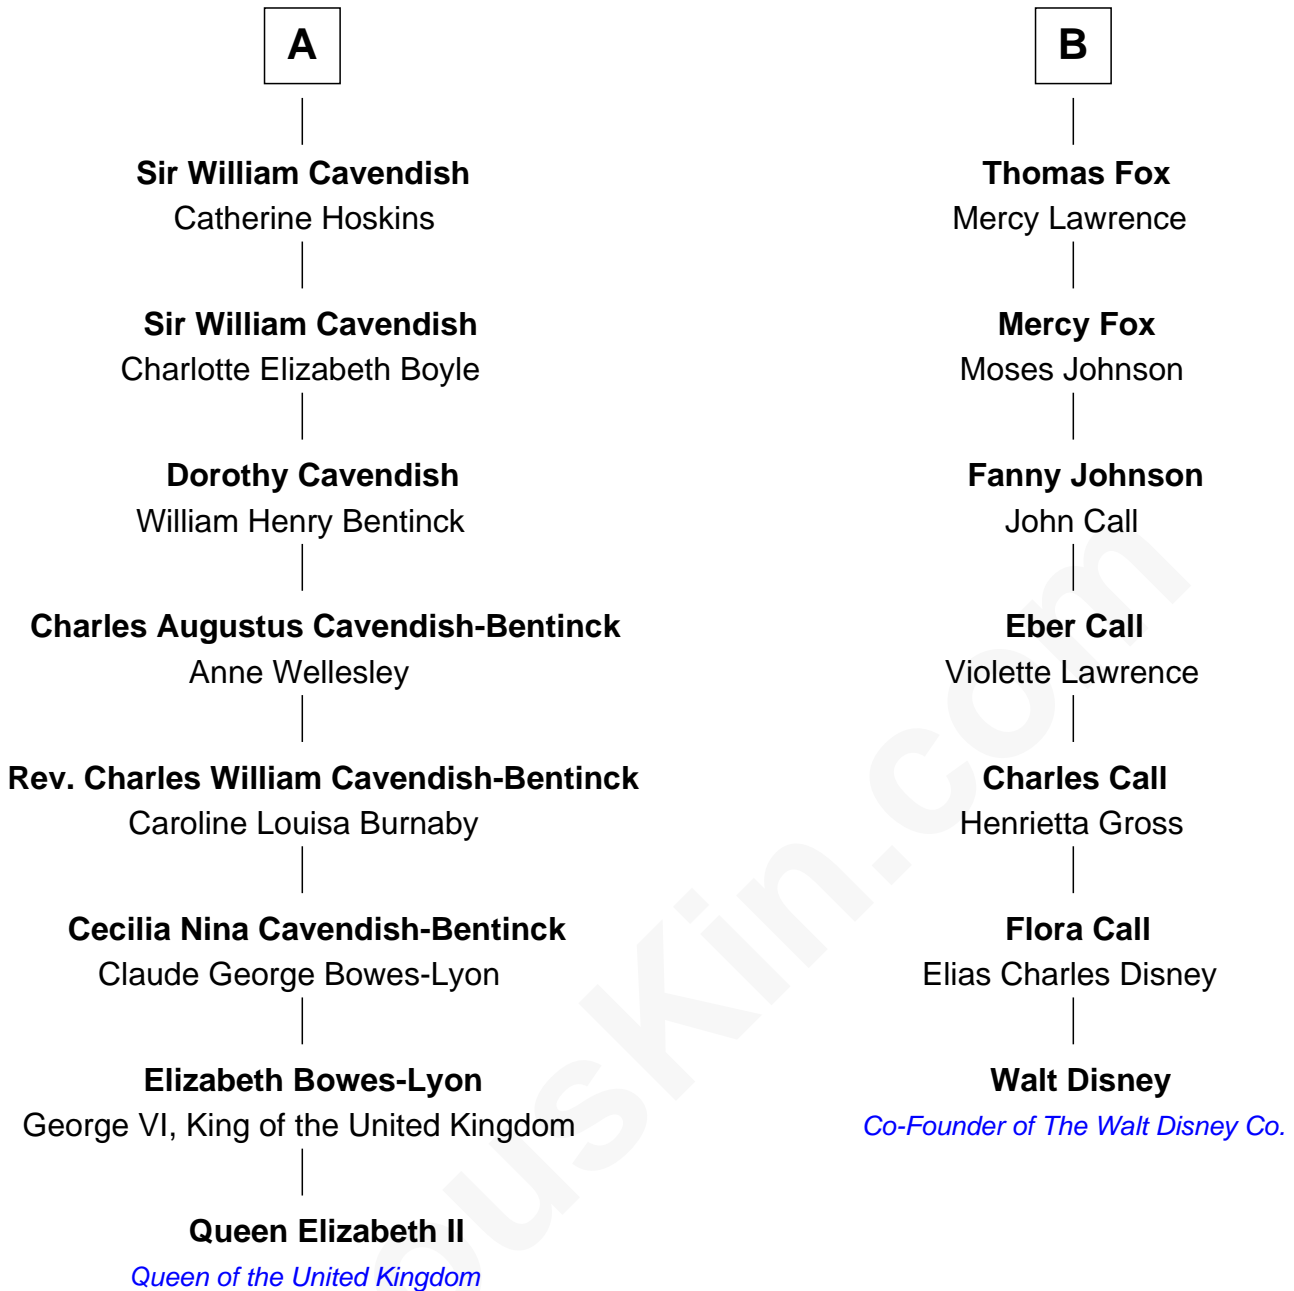 A
Sir William Cavendish
Catherine Hoskins
Sir William Cavendish
Charlotte Elizabeth Boyle
Dorothy Cavendish
William Henry Bentinck
Charles Augustus Cavendish-Bentinck
Anne Wellesley
Rev. Charles William Cavendish-Bentinck
Caroline Louisa Burnaby
Cecilia Nina Cavendish-Bentinck
Claude George Bowes-Lyon
Elizabeth Bowes-Lyon
George VI, King of the United Kingdom
Queen Elizabeth II
Queen of the United Kingdom
B
Thomas Fox
Mercy Lawrence
Mercy Fox
Moses Johnson
Fanny Johnson
John Call
Eber Call
Violette Lawrence
Charles Call
Henrietta Gross
Flora Call
Elias Charles Disney
Walt Disney
Co-Founder of The Walt Disney Co.
ousKin.com